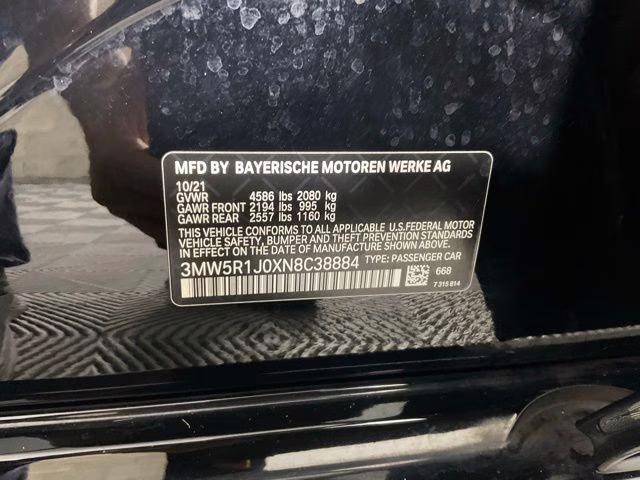 MFD BY BAYERISCHE MOTOREN WERKE AG
10/21
GVWR 4586 lbs 2080 kg
GAWR FRONT 2194 lbs 995 kg
GAWR REAR 2557 lbs 1160 kg
THIS VEHICLE CONFORMS TO ALL APPLICABLE U.S.FEDERAL MOTOR
VEHICLE SAFETY, BUMPER AND THEFT PREVENTION STANDARDS
IN EFFECT ON THE DATE OF MANUFACTURE SHOWN ABOVE.
3MW5R1J0XN8C38884 TYPE: PASSENGER CAR
668
7 315 814